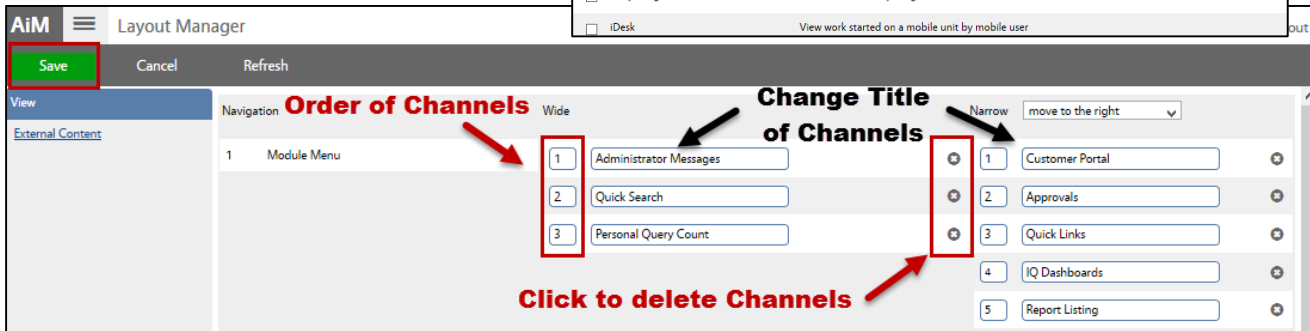 iDesk View work started on a mobile unit by mobile user
AiM Layout Manager
out
Save Cancel Refresh
View
External Content
Navigation
Order of Channels
Wide
Change Title
of Channels
Narrow move to the right
1 Module Menu
1 Administrator Messages
2 Quick Search
3 Personal Query Count
1 Customer Portal
2 Approvals
3 Quick Links
4 IQ Dashboards
5 Report Listing
Click to delete Channels